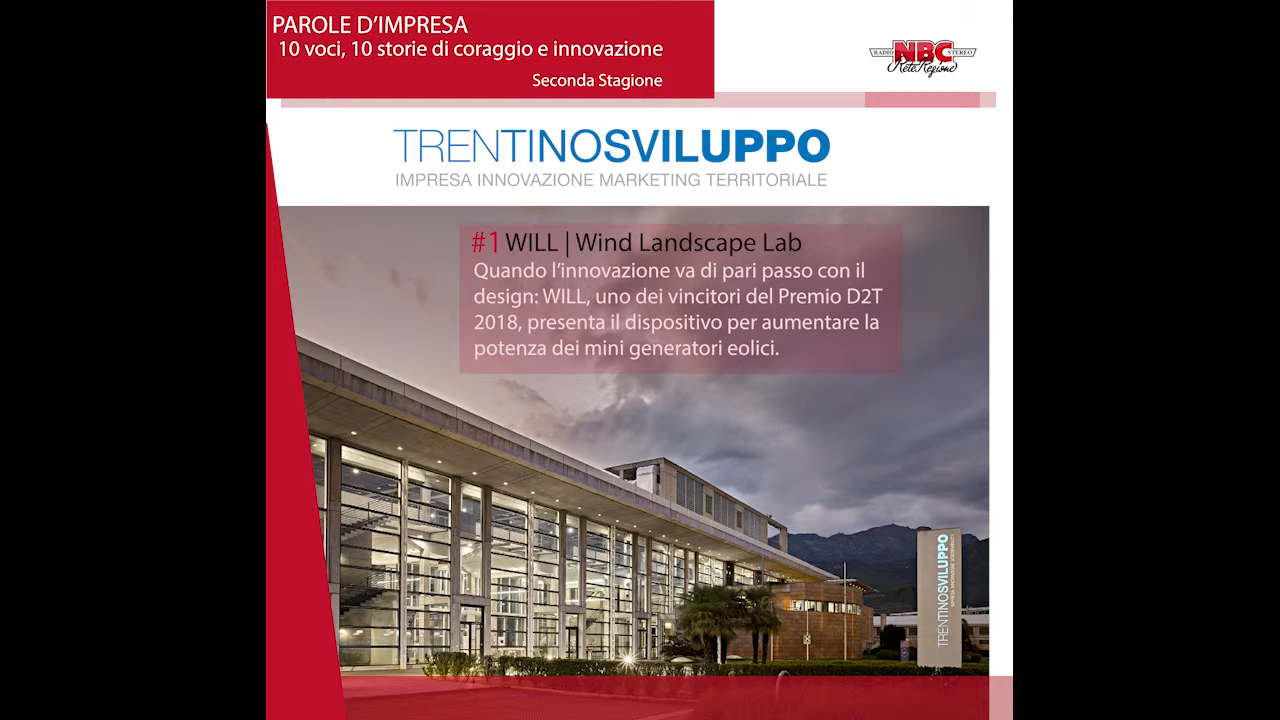 PAROLE D'IMPRESA
10 voci, 10 storie di coraggio e innovazione
Seconda Stagione
RADIO NBC STEREO
Rete Regione
TRENTINOSVILUPPO
IMPRESA INNOVAZIONE MARKETING TERRITORIALE
#1 WILL | Wind Landscape Lab
Quando l'innovazione va di pari passo con il
design: WILL, uno dei vincitori del Premio D2T
2018, presenta il dispositivo per aumentare la
potenza dei mini generatori eolici.
TRENTINOSVILUPPO